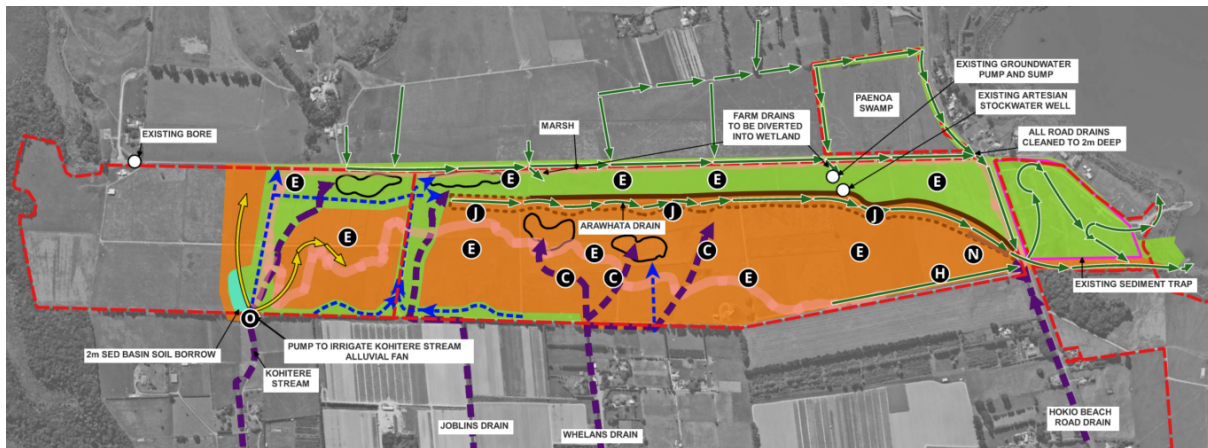 EXISTING GROUNDWATER
PUMP AND SUMP
EXISTING ARTESIAN
STOCKWATER WELL
PAENOA
SWAMP
FARM DRAINS
TO BE DIVERTED
INTO WETLAND
MARSH
ALL ROAD DRAINS
CLEANED TO 2m DEEP
EXISTING BORE
E
E
E
E
E
J
J
J
ARAWHATA DRAIN
E
E
E
E
E
C
C
C
N
H
EXISTING SEDIMENT TRAP
O
2m SED BASIN SOIL BORROW
PUMP TO IRRIGATE KOHITERE STREAM
ALLUVIAL FAN
KOHITERE
STREAM
JOBLINS DRAIN
WHELANS DRAIN
HOKIO BEACH
ROAD DRAIN